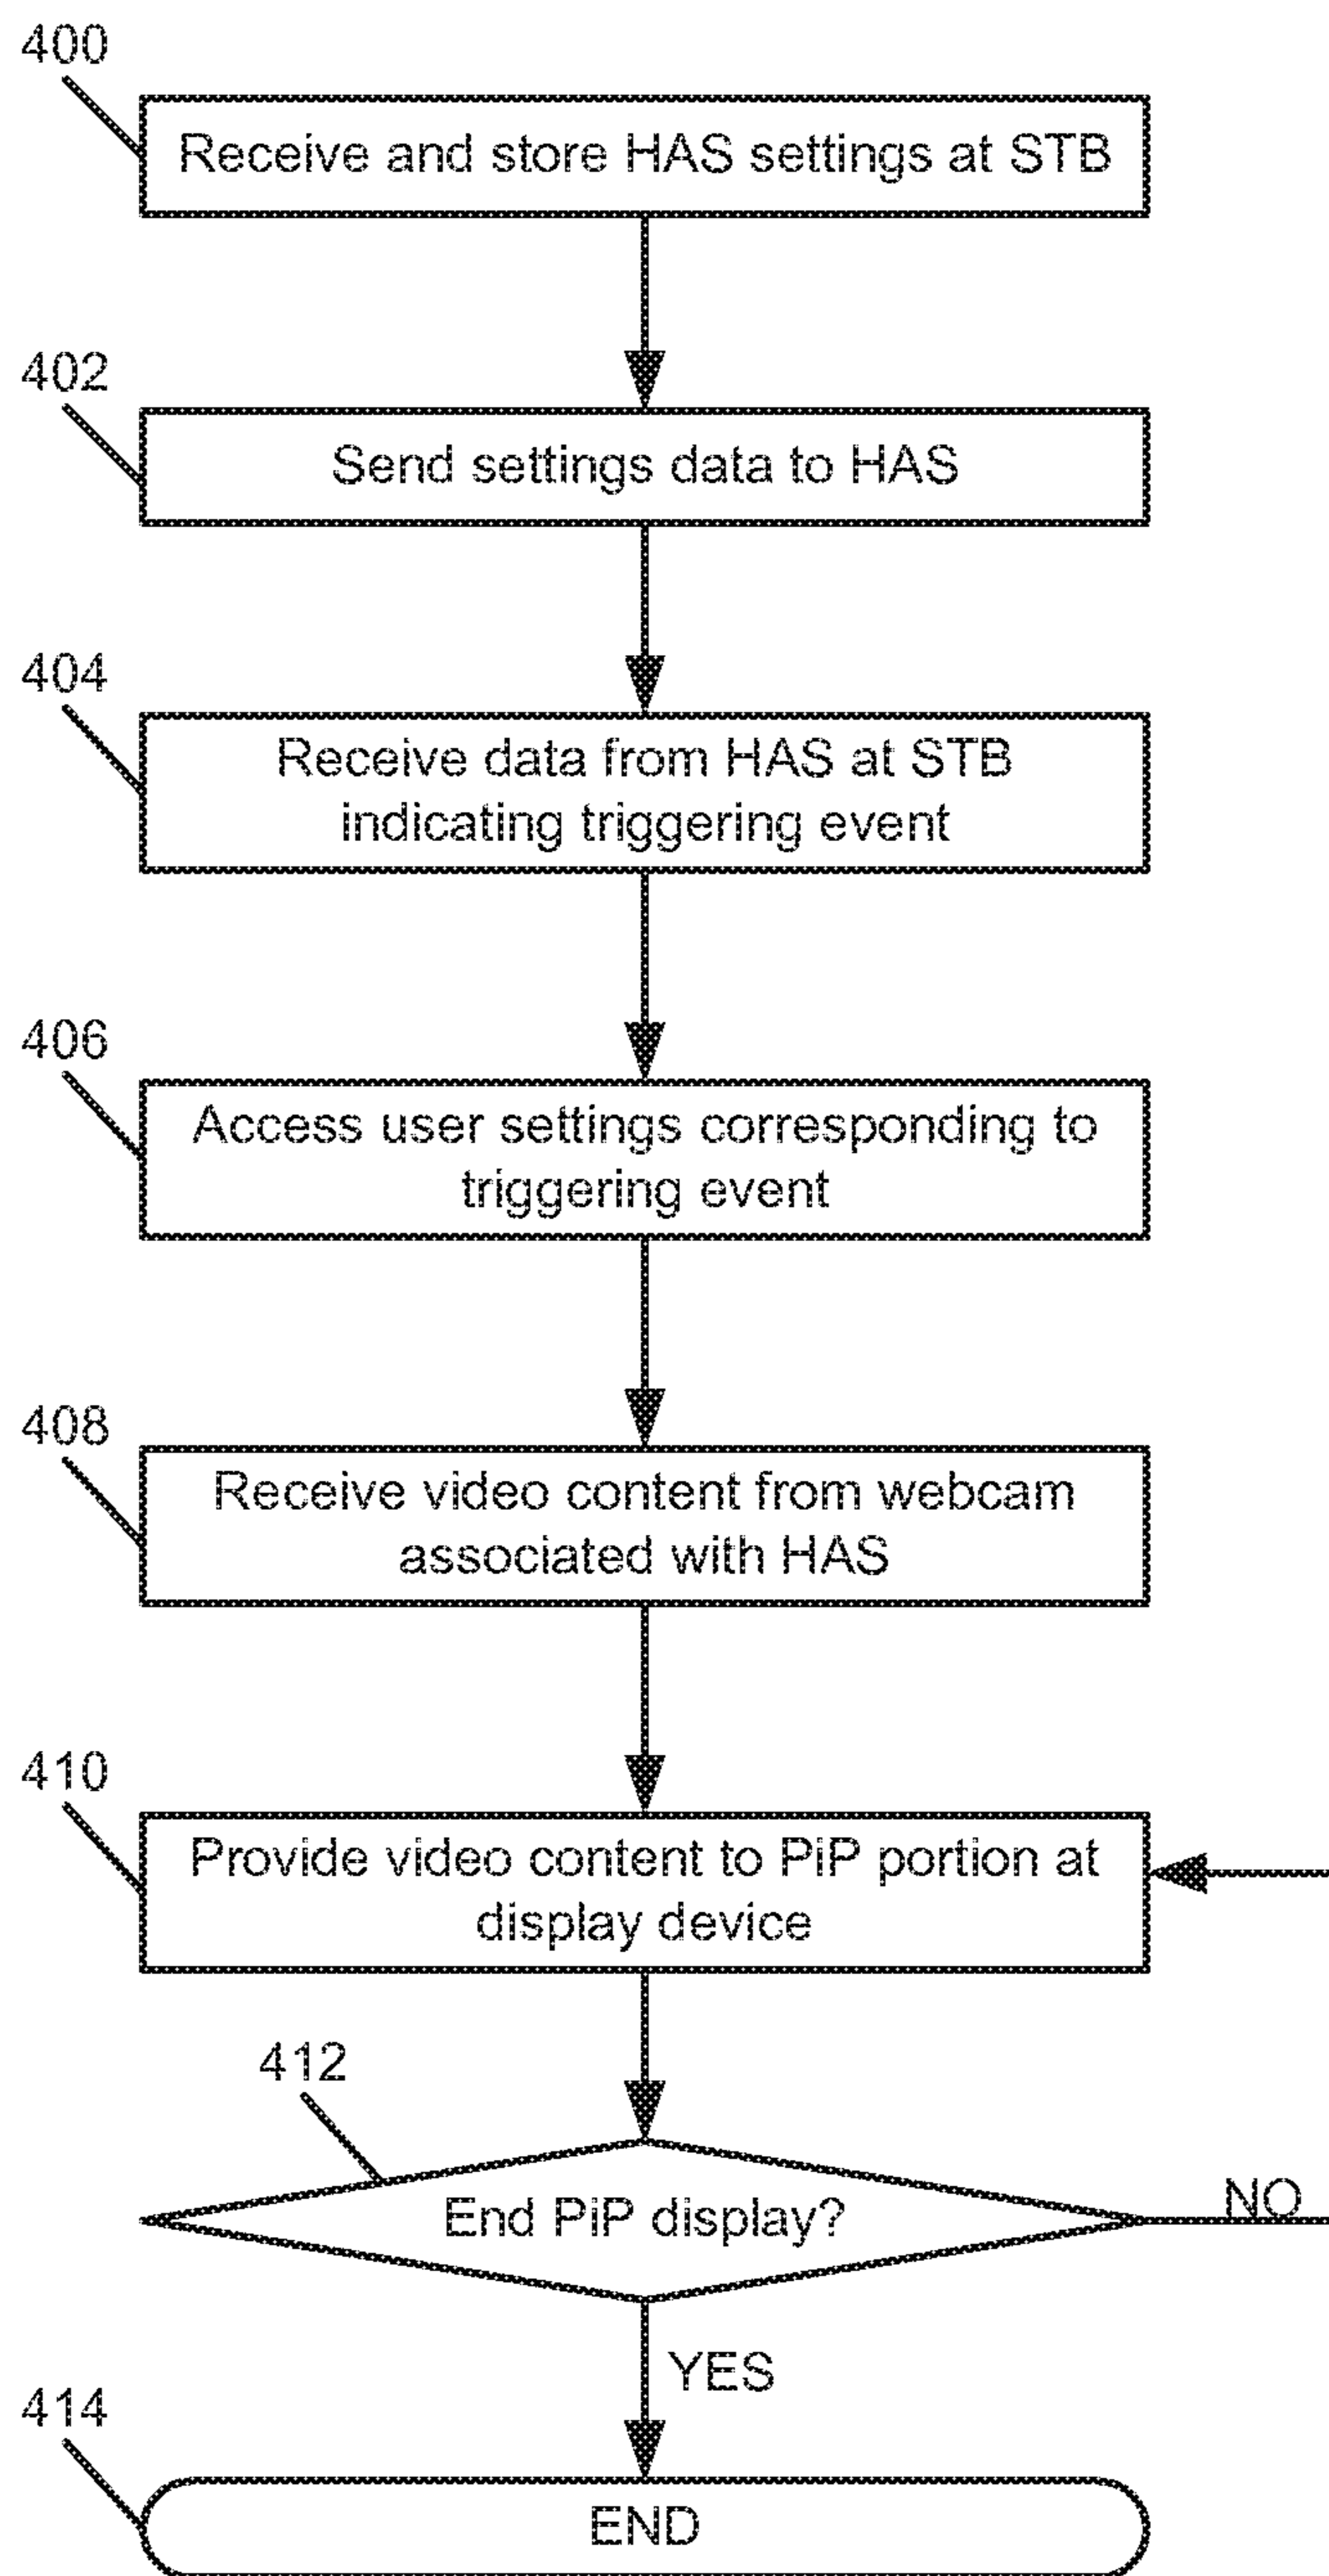 400
Receive and store HAS settings at STB
402
Send settings data to HAS
404
Receive data from HAS at STB
indicating triggering event
406
Access user settings corresponding to
triggering event
408
Receive video content from webcam
associated with HAS
410
Provide video content to PiP portion at
display device
412
End PiP display?
NO
YES
414
END